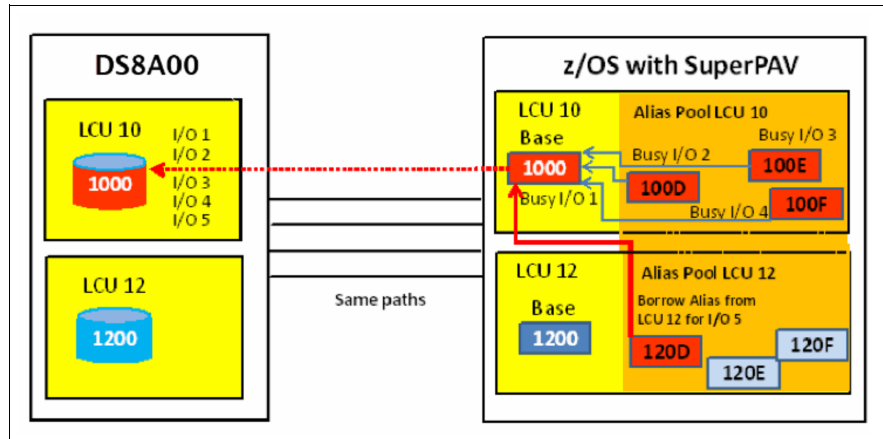 DS8A00
LCU 10
I/O 1
I/O 2
1000
I/O 3
I/O 4
I/O 5
LCU 12
1200
Same paths
z/OS with SuperPAV
LCU 10
Base
1000
Busy I/O 1
Alias Pool LCU 10
Busy I/O 3
Busy I/O 2
100E
100D
Busy I/O 4
100F
LCU 12
Base
1200
Alias Pool LCU 12
Borrow Alias from
LCU 12 for I/O 5
120D
120E
120F